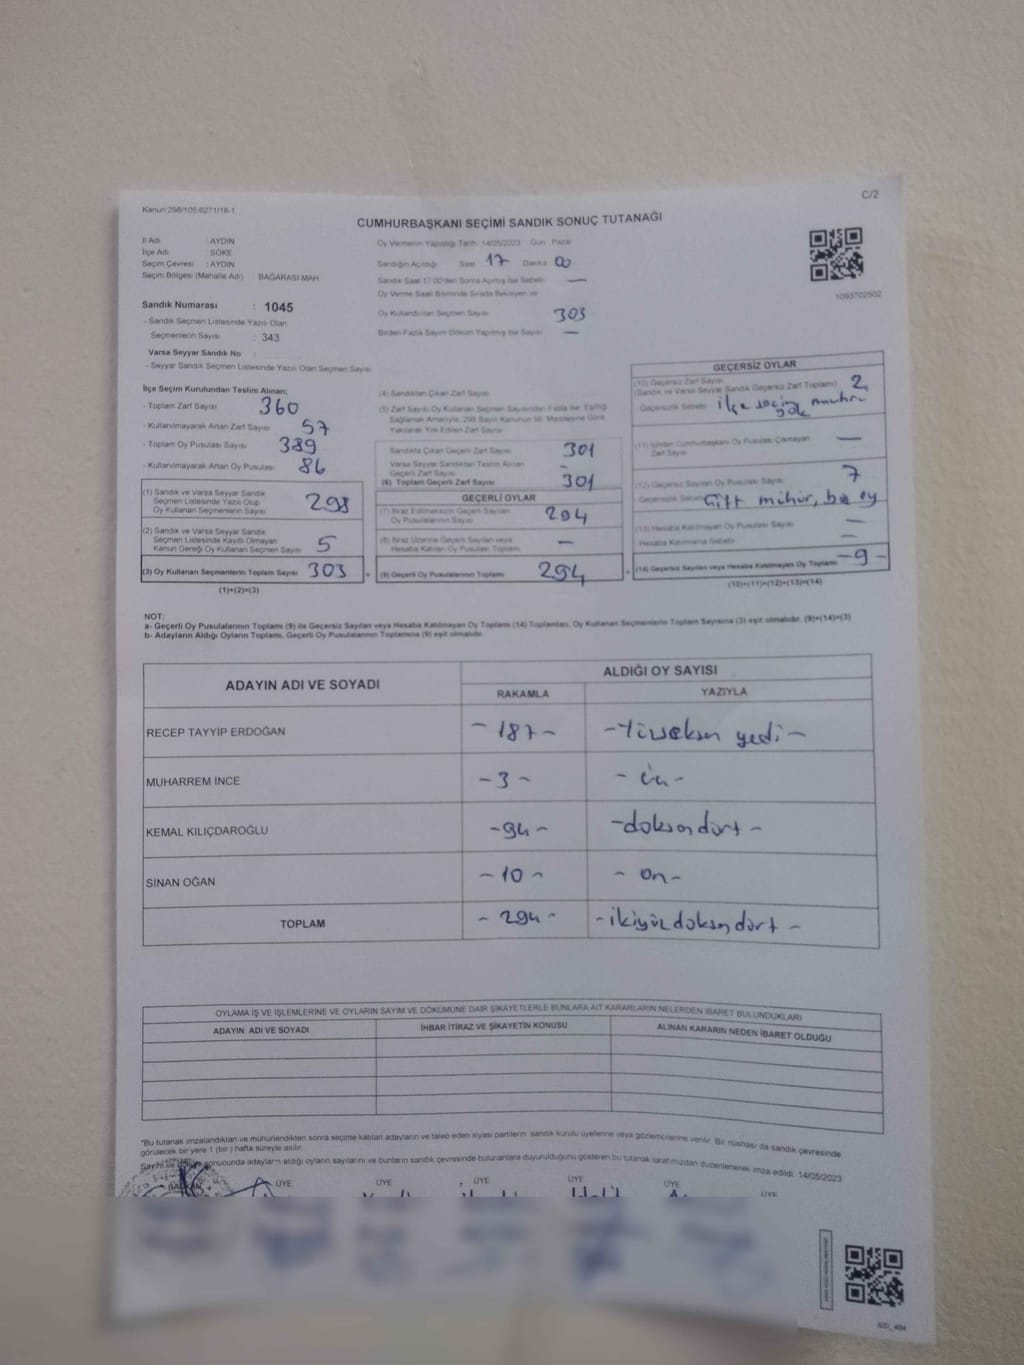 C/2
Kanun:298/105,6271/18-1
CUMHURBAŞKANI SEÇİMİ SANDIK SONUÇ TUTANAĞI
İl Adı AYDIN
İlçe Adı SÖKE
Seçim Çevresi : AYDIN
Seçim Bölgesi (Mahalle Adı) BAĞARASI MAH
Sandık Numarası : 1045
- Sandık Seçmen Listesinde Yazılı Olan
Seçmenlerin Sayısı : 343
Varsa Seyyar Sandık No :
- Seyyar Sandık Seçmen Listesinde Yazılı Olan Seçmen Sayısı
Oy Vermenin Yapıldığı Tarih: 14/05/2023 Gün Pazar
Sandığın Açıldığı Saat 17 Dakika 00
Sandık Saat 17:00'den Sonra Açılmış İse Sebebi —
Oy Verme Saati Bitiminde Sırada Bekleyen ve
Oy Kullandırılan Seçmen Sayısı 303
Birden Fazla Sayım Döküm Yapılmış İse Sayısı —
1093702502
İlçe Seçim Kurulundan Teslim Alınan;
- Toplam Zarf Sayısı 360
- Kullanılmayarak Artan Zarf Sayısı 57
- Toplam Oy Pusulası Sayısı 389
- Kullanılmayarak Artan Oy Pusulası 86
(1) Sandık ve Varsa Seyyar Sandık
Seçmen Listesinde Yazılı Olup
Oy Kullanan Seçmenlerin Sayısı 298
(2) Sandık ve Varsa Seyyar Sandık
Seçmen Listesinde Kaydı Olmayan
Kanun Gereği Oy Kullanan Seçmen Sayısı 5
(3) Oy Kullanan Seçmenlerin Toplam Sayısı 303
(1)+(2)=(3)
(4) Sandıktan Çıkan Zarf Sayısı
(5) Zarf Sayısı Oy Kullanan Seçmen Sayısından Fazla İse, Eşitliği
Sağlamak Amacıyla, 298 Sayılı Kanunun 98. Maddesine Göre
Yakılarak Yok Edilen Zarf Sayısı
Sandıkta Çıkan Geçerli Zarf Sayısı 301
Varsa Seyyar Sandıktan Teslim Alınan
Geçerli Zarf Sayısı -
(6) Toplam Geçerli Zarf Sayısı 301
GEÇERLİ OYLAR
(7) İtiraz Edilmeksizin Geçerli Sayılan
Oy Pusulalarının Sayısı 294
(8) İtiraz Üzerine Geçerli Sayılan veya
Hesaba Katılan Oy Pusulası Toplamı —
(9) Geçerli Oy Pusulalarının Toplamı 294
GEÇERSİZ OYLAR
(10) Geçersiz Zarf Sayısı
(Sandık ve Varsa Seyyar Sandık Geçersiz Zarf Toplamı) 2
Geçersizlik Sebebi ilçe seçim mührü
yok
(11) İçinden Cumhurbaşkanı Oy Pusulası Çıkmayan
Zarf Sayısı —
(12) Geçersiz Sayılan Oy Pusulası Sayısı 7
Geçersizlik Sebebi Çift mühür, boş oy
(13) Hesaba Katılmayan Oy Pusulası Sayısı —
Hesaba Katılmama Sebebi —
(14) Geçersiz Sayılan veya Hesaba Katılmayan Oy Toplamı -9-
(10)+(11)+(12)+(13)=(14)
NOT:
a- Geçerli Oy Pusulalarının Toplamı (9) ile Geçersiz Sayılan veya Hesaba Katılmayan Oy Toplamı (14) Toplamları, Oy Kullanan Seçmenlerin Toplam Sayısına (3) eşit olmalıdır. (9)+(14)=(3)
b- Adayların Aldığı Oyların Toplamı, Geçerli Oy Pusulalarının Toplamına (9) eşit olmalıdır.
ADAYIN ADI VE SOYADI ALDIĞI OY SAYISI
RAKAMLA YAZIYLA
RECEP TAYYİP ERDOĞAN -187- -Yüzseksen yedi-
MUHARREM İNCE -3- -üç-
KEMAL KILIÇDAROĞLU -94- -doksandört-
SİNAN OĞAN -10- -on-
TOPLAM -294- -ikiyüzdoksandört-
OYLAMA İŞ VE İŞLEMLERİNE VE OYLARIN SAYIM VE DÖKÜMÜNE DAİR ŞİKAYETLERLE BUNLARA AİT KARARLARIN NELERDEN İBARET BULUNDUKLARI
ADAYIN ADI VE SOYADI İHBAR İTİRAZ VE ŞİKAYETİN KONUSU ALINAN KARARIN NEDEN İBARET OLDUĞU
*Bu tutanak imzalandıktan ve mühürlendikten sonra seçime katılan adayların ve talep eden siyasi partilerin sandık kurulu üyelerine veya gözlemcilerine verilir. Bir nüshası da sandık çevresinde
görülecek bir yere 1 (bir) hafta süreyle asılır.
Sayım ve döküm sonucunda adayların aldığı oyların sayılarını ve bunların sandık çevresinde bulunanlara duyurulduğunu gösteren bu tutanak tarafımızdan düzenlenerek imza edildi. 14/05/2023
BAŞKAN ÜYE ÜYE ÜYE ÜYE ÜYE ÜYE